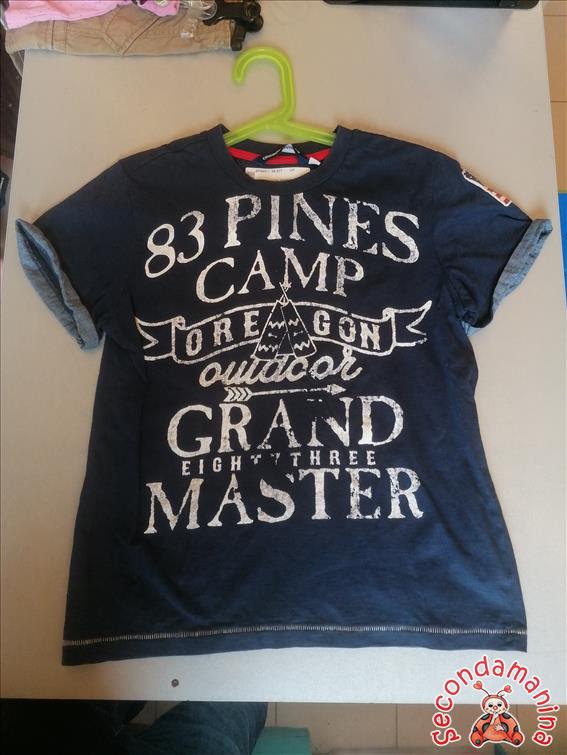 83 PINES
CAMP
OREGON
outdoor
GRAND
EIGHTY THREE
MASTER
Secondamanina